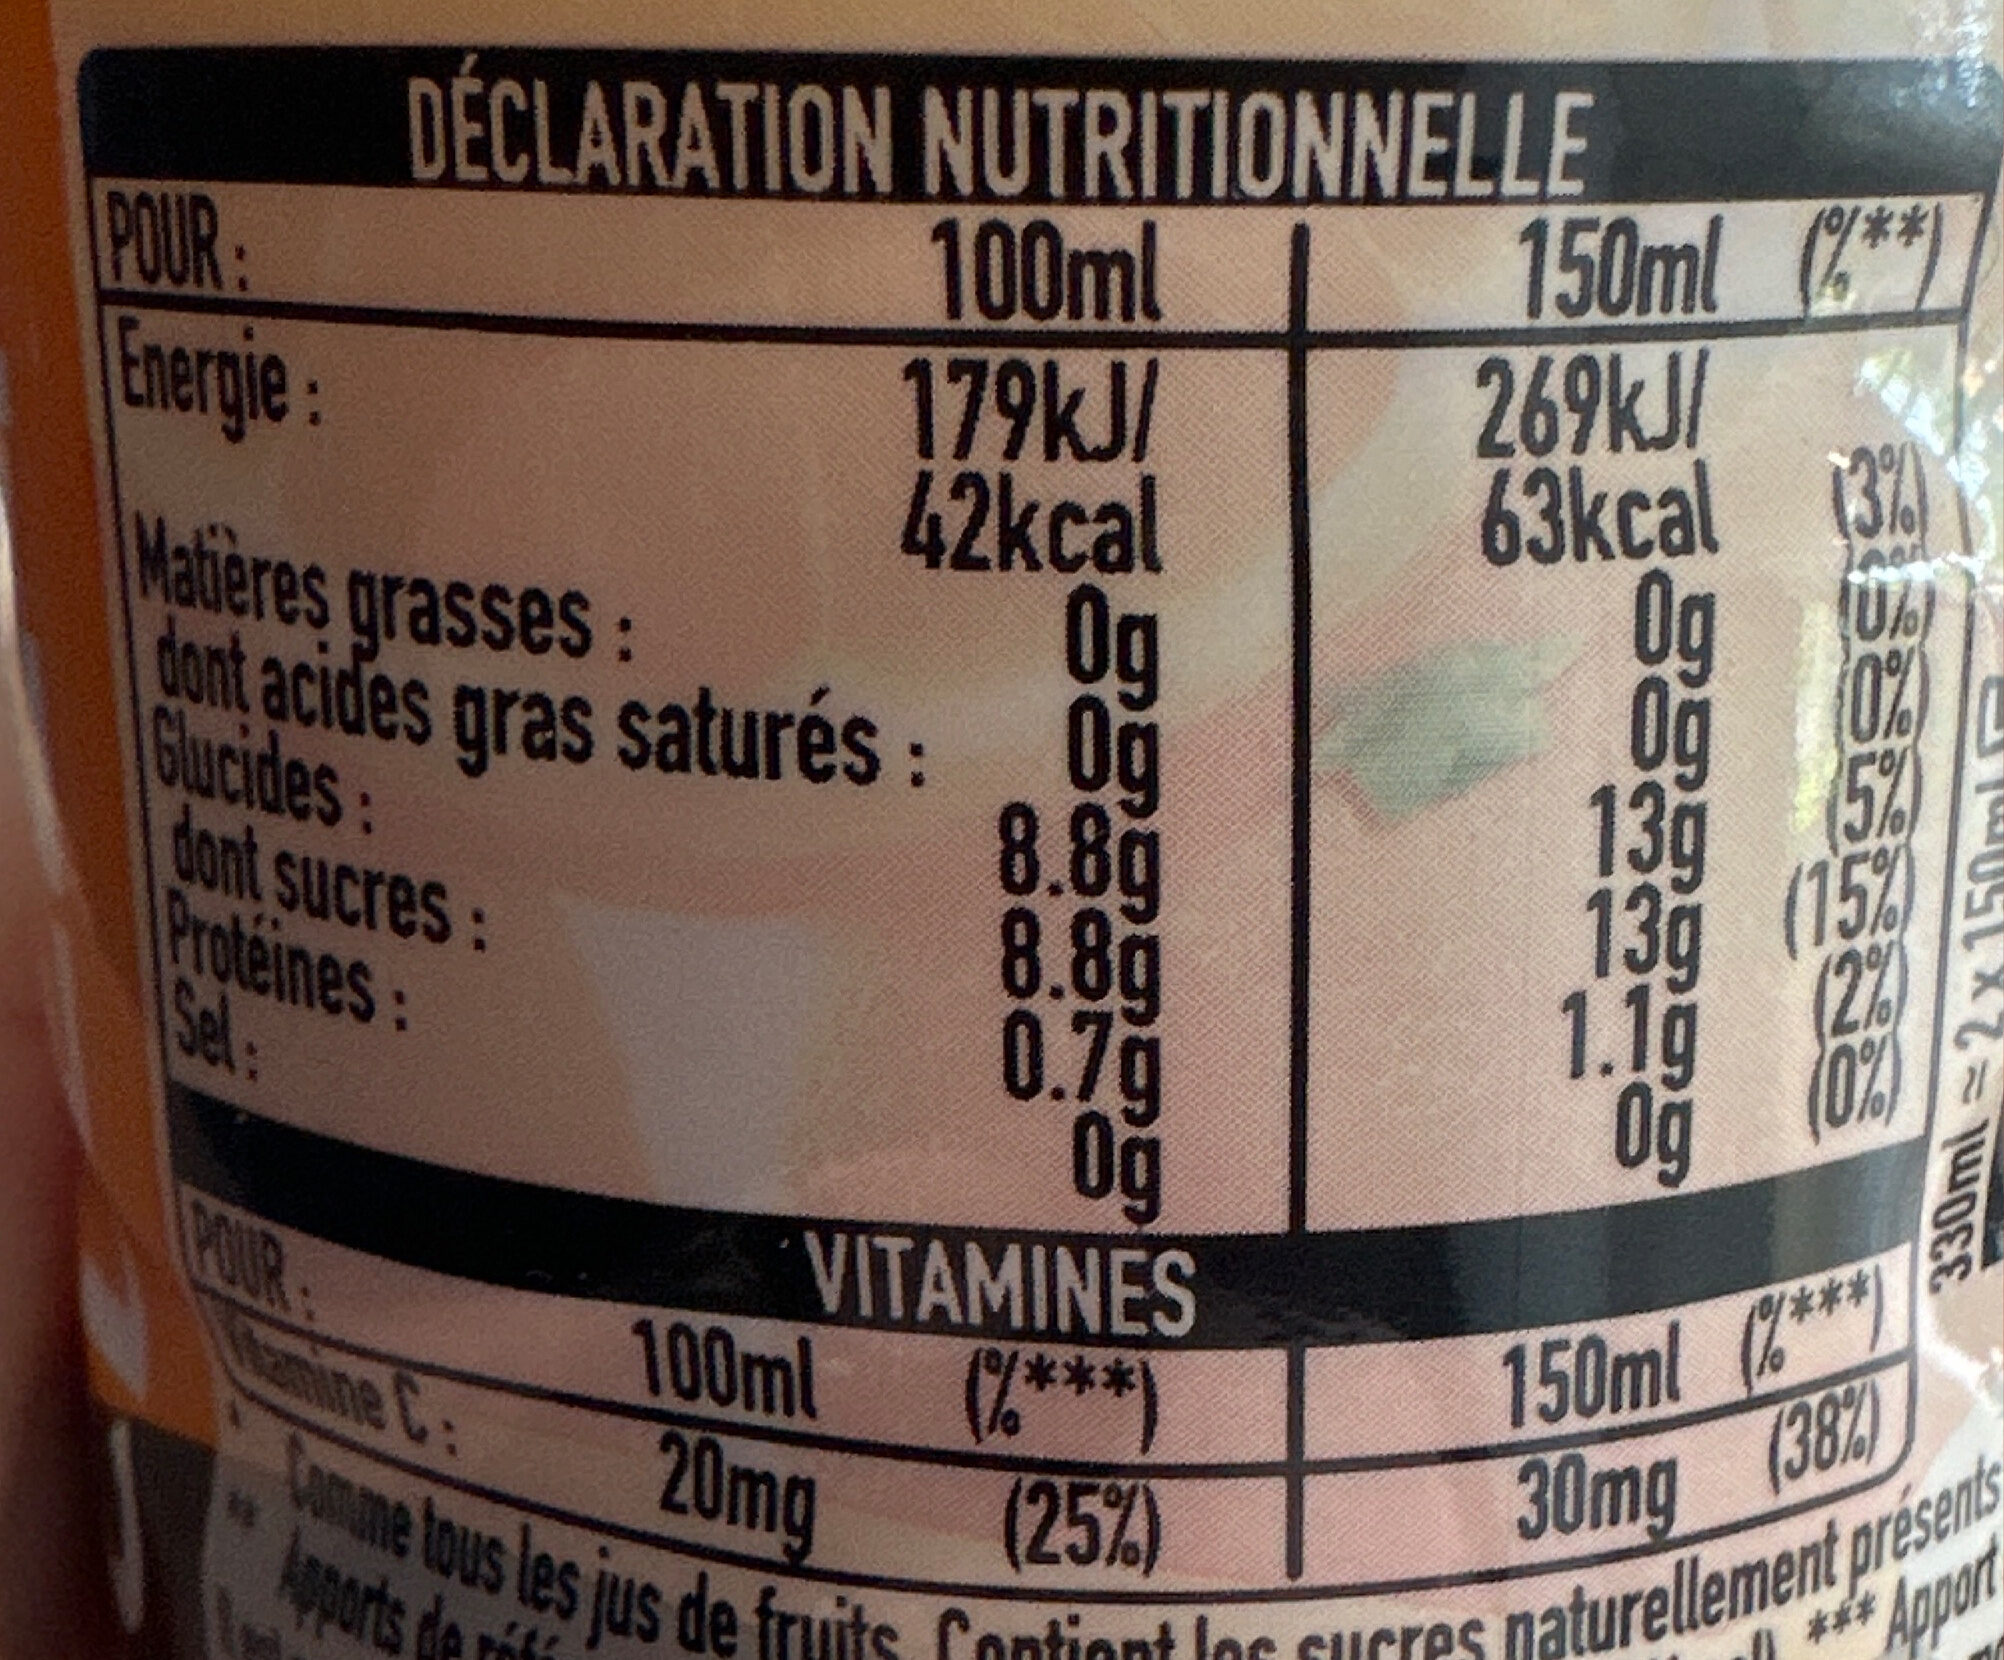 DÉCLARATION NUTRITIONNELLE
POUR : 100ml 150ml (%**)
Energie : 179kJ/ 269kJ/
42kcal 63kcal (3%)
Matières grasses : 0g 0g (0%)
dont acides gras saturés : 0g 0g (0%)
Glucides : 8.8g 13g (5%)
dont sucres : 8.8g 13g (15%)
Protéines : 0.7g 1.1g (2%)
Sel : 0g 0g (0%)
330ml ≈ 2 x 150ml
VITAMINES
POUR : 100ml (%***) 150ml (%***)
Vitamine C : 20mg (25%) 30mg (38%)
* Comme tous les jus de fruits. Contient les sucres naturellement présents
** Apports de *** Apport